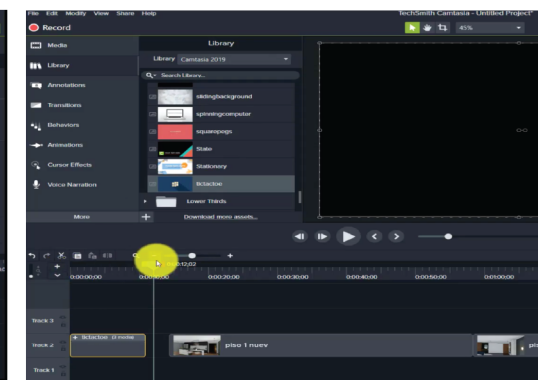 File Edit Modify View Share Help
TechSmith Camtasia - Untitled Project*
Record
45%
Media
Library
Annotations
Transitions
Behaviors
Animations
Cursor Effects
Voice Narration
More
Library
Library Camtasia 2019
Search Library...
slidingbackground
spinningcomputer
squarepegs
State
Stationary
tictactoe
Lower Thirds
Download more assets...
0:00:00;00
0:00:20;00
0:00:30;00
0:00:40;00
0:00:50;00
0:01:00;00
Track 3
Track 2
tictactoe
piso 1 nuev
Track 1